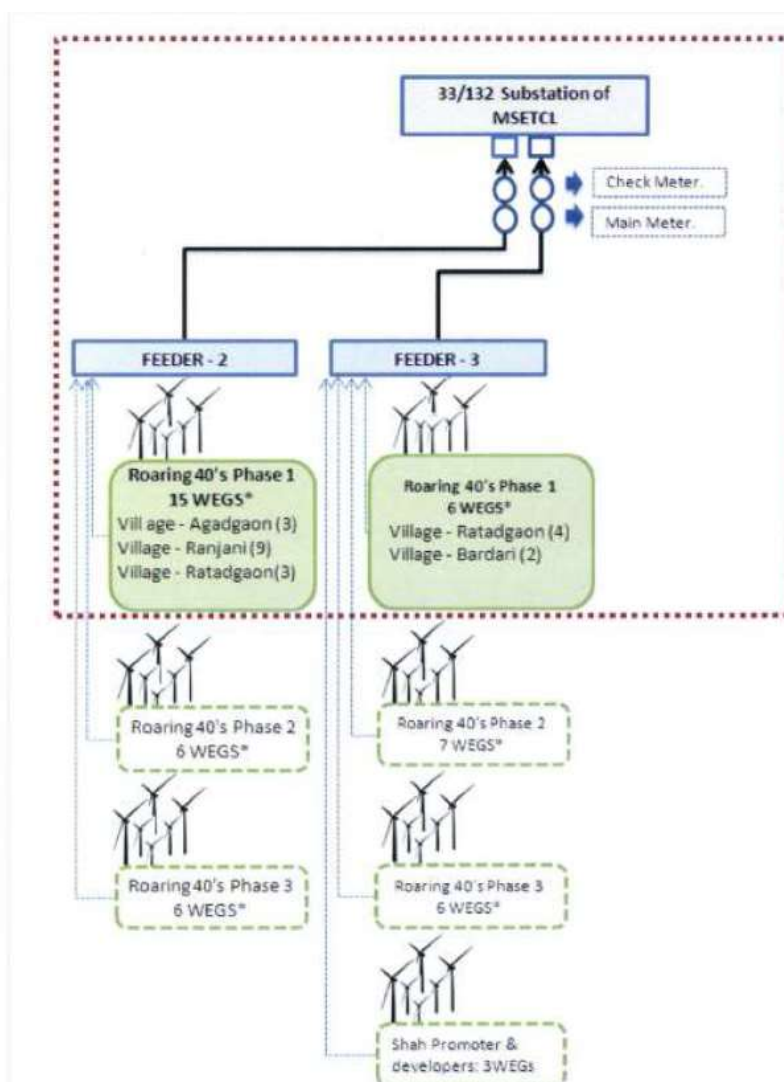 33/132 Substation of
MSETCL
Check Meter.
Main Meter.
FEEDER - 2
FEEDER - 3
Roaring 40's Phase 1
15 WEGS*
Vill age - Agadgaon (3)
Village - Ranjani (9)
Village - Ratadgaon(3)
Roaring 40's Phase 1
6 WEGS*
Village - Ratadgaon (4)
Village - Bardari (2)
Roaring 40's Phase 2
6 WEGS*
Roaring 40's Phase 2
7 WEGS*
Roaring 40's Phase 3
6 WEGS*
Roaring 40's Phase 3
6 WEGS*
Shah Promoter &
developers: 3WEGs